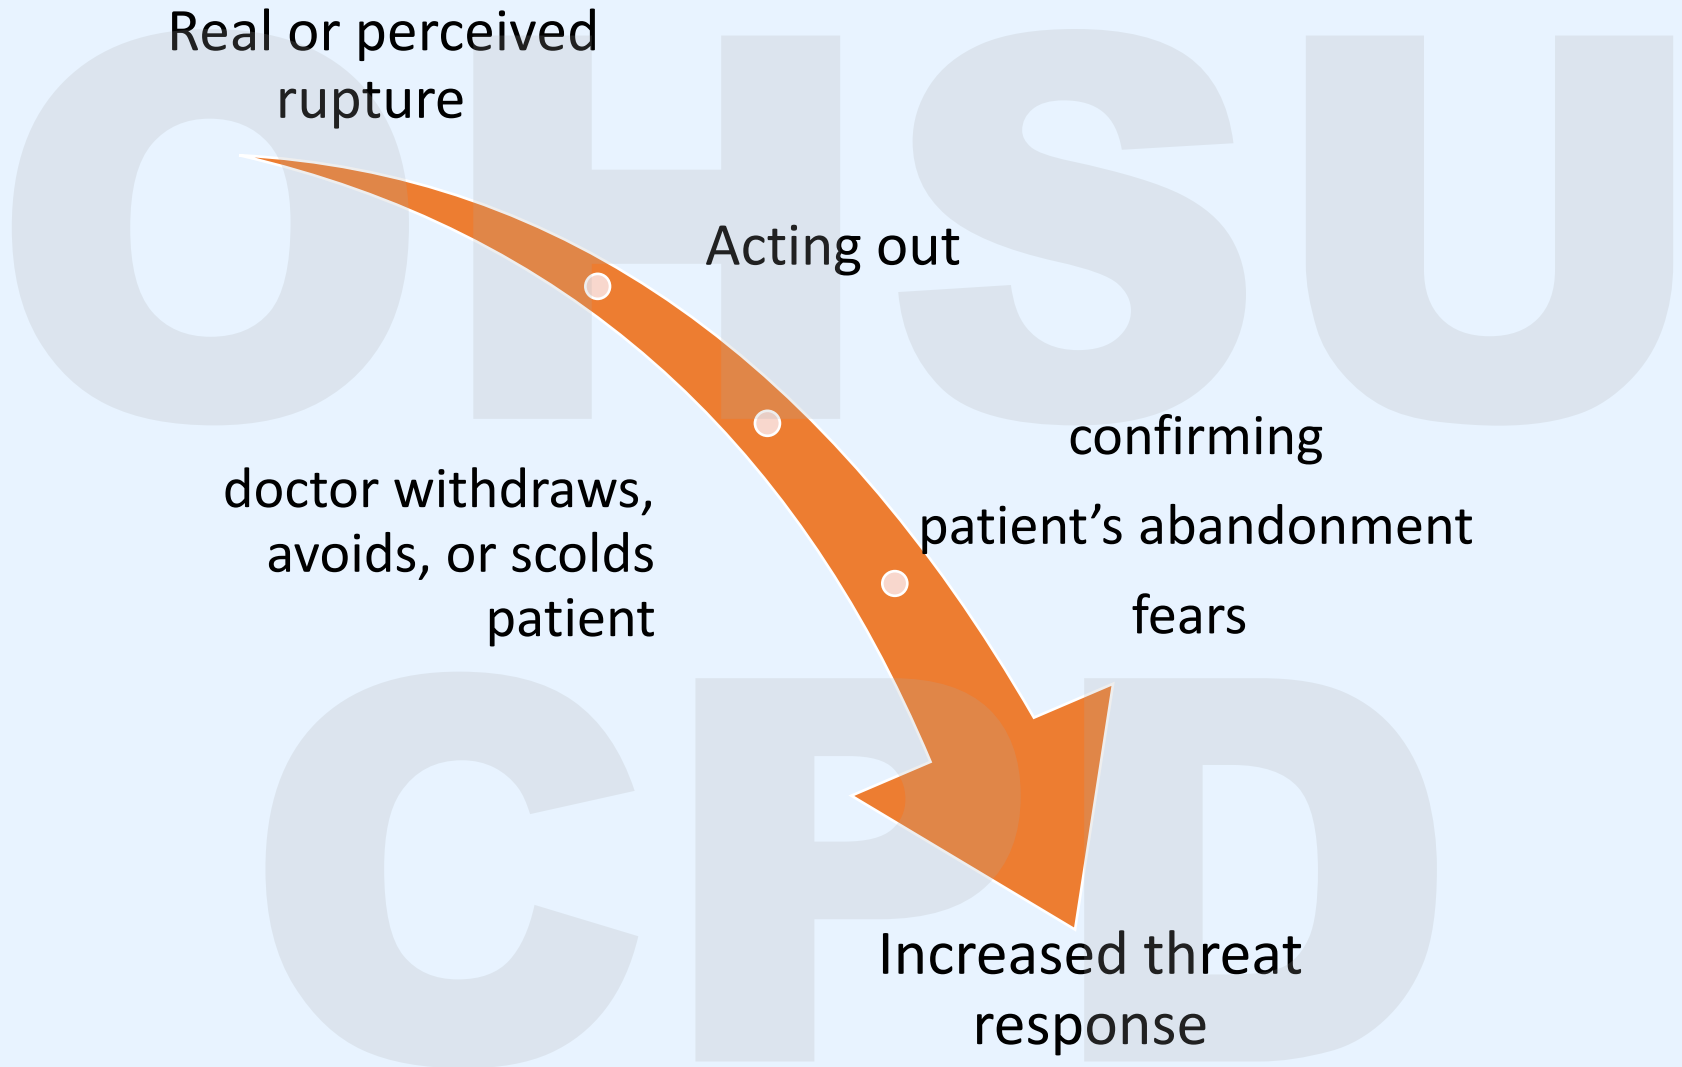 Real or perceived
rupture
Acting out
doctor withdraws,
avoids, or scolds
patient
confirming
patient’s abandonment
fears
Increased threat
response
OHSU
CPD